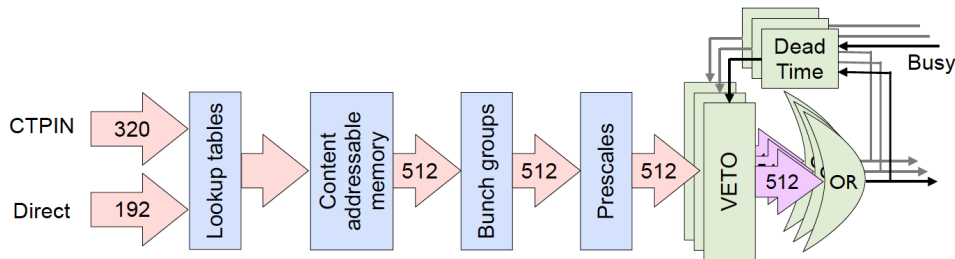 Dead
Time
Busy
CTPIN
320
Direct
192
Lookup tables
Content
addressable
memory
512
Bunch groups
512
Prescales
512
VETO
512
OR